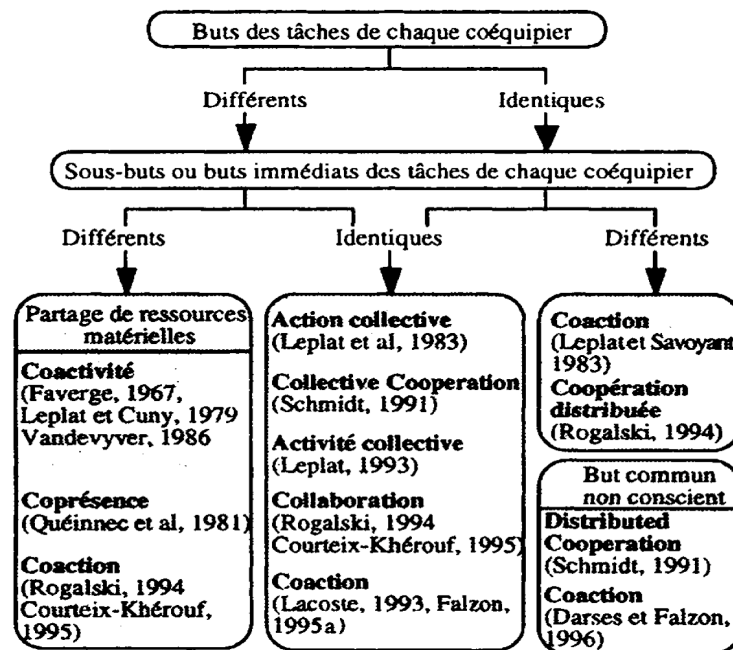 Buts des tâches de chaque coéquipier
Différents
Identiques
Sous-buts ou buts immédiats des tâches de chaque coéquipier
Différents
Identiques
Différents
Partage de ressources
matérielles
Coactivité
(Faverge, 1967,
Leplat et Cuny, 1979
Vandevyver, 1986
Coprésence
(Quéinnec et al, 1981)
Coaction
(Rogalski, 1994
Courteix-Khérouf,
1995)
Action collective
(Leplat et al, 1983)
Collective Cooperation
(Schmidt, 1991)
Activité collective
(Leplat, 1993)
Collaboration
(Rogalski, 1994
Courteix-Khérouf, 1995)
Coaction
(Lacoste, 1993, Falzon,
1995a)
Coaction
(Leplat et Savoyant
1983)
Coopération
distribuée
(Rogalski, 1994)
But commun
non conscient
Distributed
Cooperation
(Schmidt, 1991)
Coaction
(Darses et Falzon,
1996)